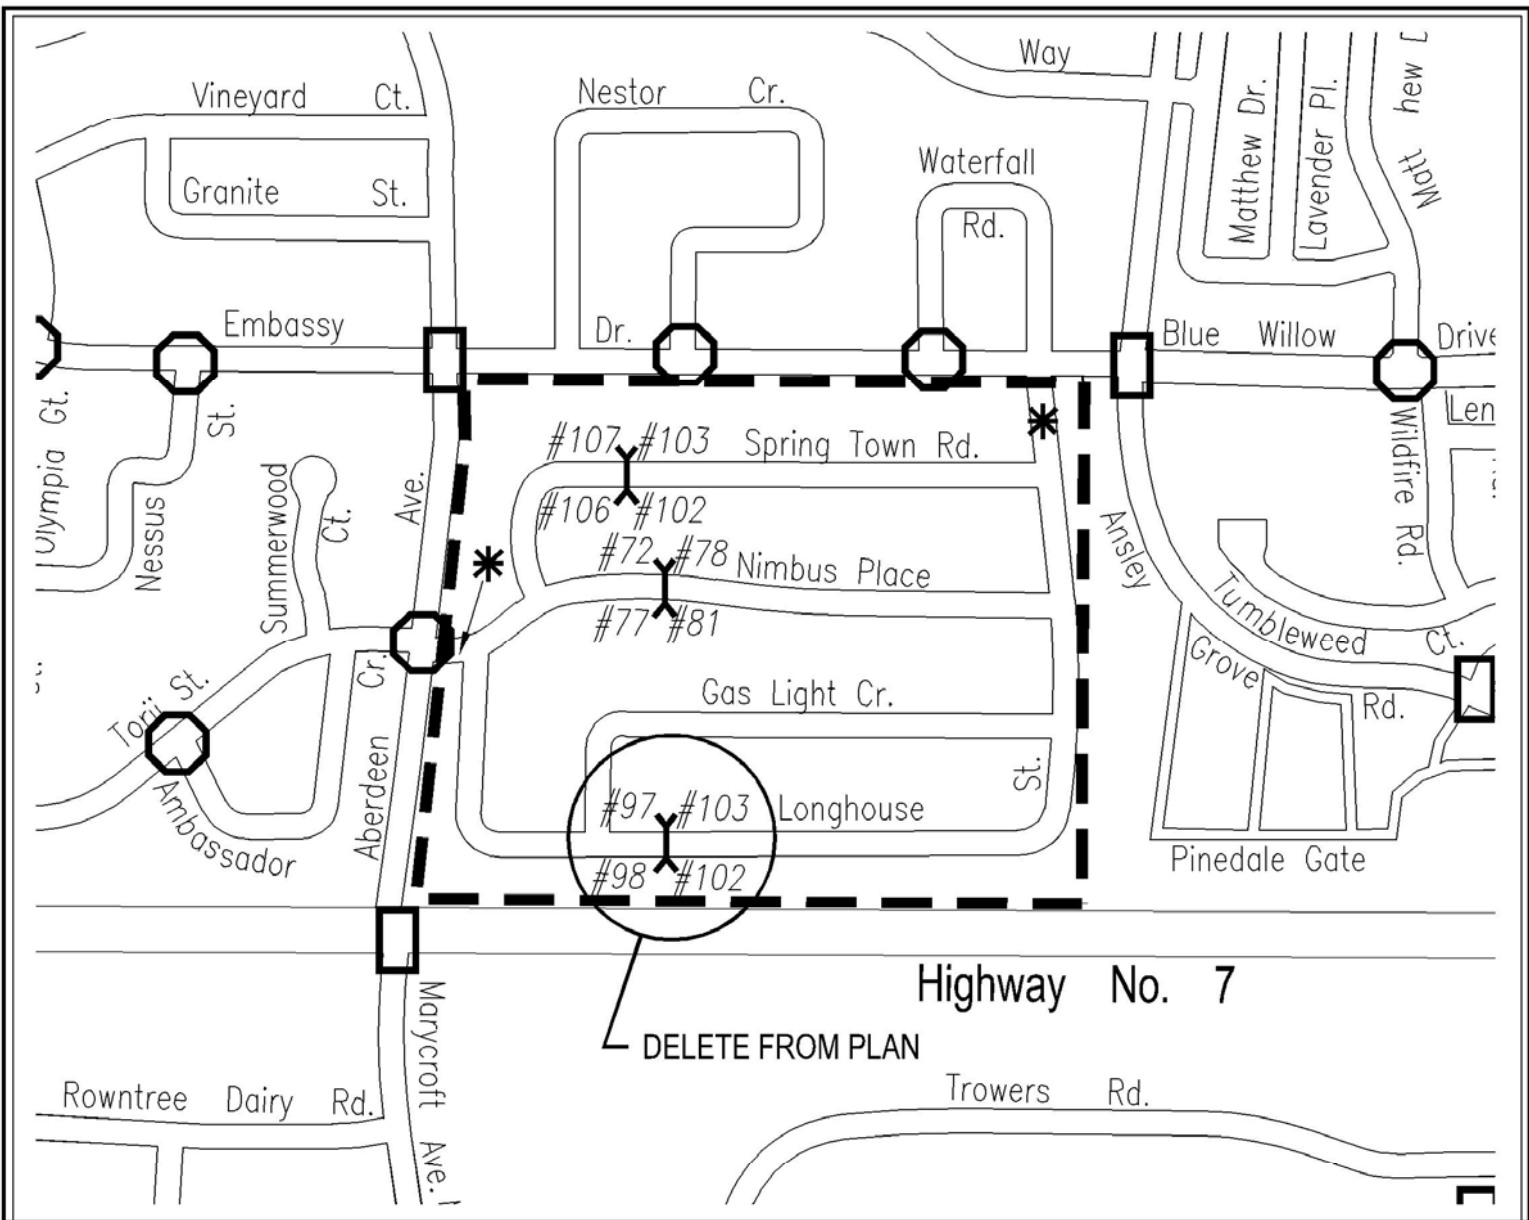 Way
Vineyard Ct.
Nestor Cr.
Matthew Dr.
Lavender Pl.
Matt hew
Granite St.
Waterfall
Rd.
Embassy Dr.
Blue Willow Drive
Olympia Gt.
St.
Nessus
Summerwood
Ct.
Ave.
#107 #103 Spring Town Rd.
#106 #102
#72 #78 Nimbus Place
#77 #81
Ansley
Wildfire Rd.
Len
Tumbleweed Ct.
Grove
Rd.
Torii St.
Cr.
Gas Light Cr.
St.
Ambassador
Aberdeen
#97 #103 Longhouse
#98 #102
Pinedale Gate
Highway No. 7
DELETE FROM PLAN
Marycroft Ave.
Rowntree Dairy Rd.
Trowers Rd.